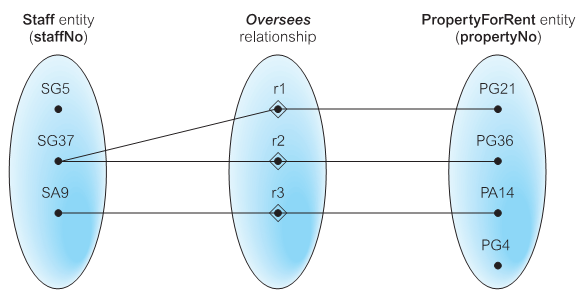 Staff entity
(staffNo)
Oversees
relationship
PropertyForRent entity
(propertyNo)
SG5
r1
PG21
SG37
r2
PG36
SA9
r3
PA14
PG4